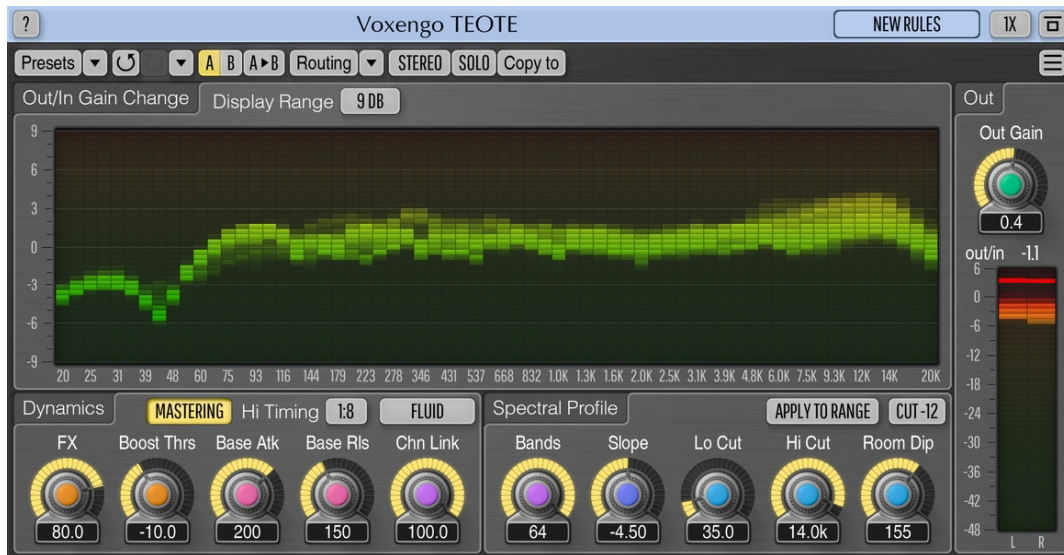 ? Voxengo TEOTE NEW RULES 1X
Presets A B A▸B Routing STEREO SOLO Copy to
Out/In Gain Change Display Range 9 DB Out
Out Gain
0.4
out/in -1.1
9
6
3
0
-3
-6
-9
20 25 31 39 48 60 75 93 116 144 179 223 278 346 431 537 668 832 1.0K 1.3K 1.6K 2.0K 2.5K 3.1K 3.9K 4.8K 6.0K 7.5K 9.3K 12K 14K 20K
6
0
-6
-12
-18
-24
-30
-36
-42
-48
L R
Dynamics MASTERING Hi Timing 1:8 FLUID
FX Boost Thrs Base Atk Base Rls Chn Link
80.0 -10.0 200 150 100.0
Spectral Profile APPLY TO RANGE CUT -12
Bands Slope Lo Cut Hi Cut Room Dip
64 -4.50 35.0 14.0k 155